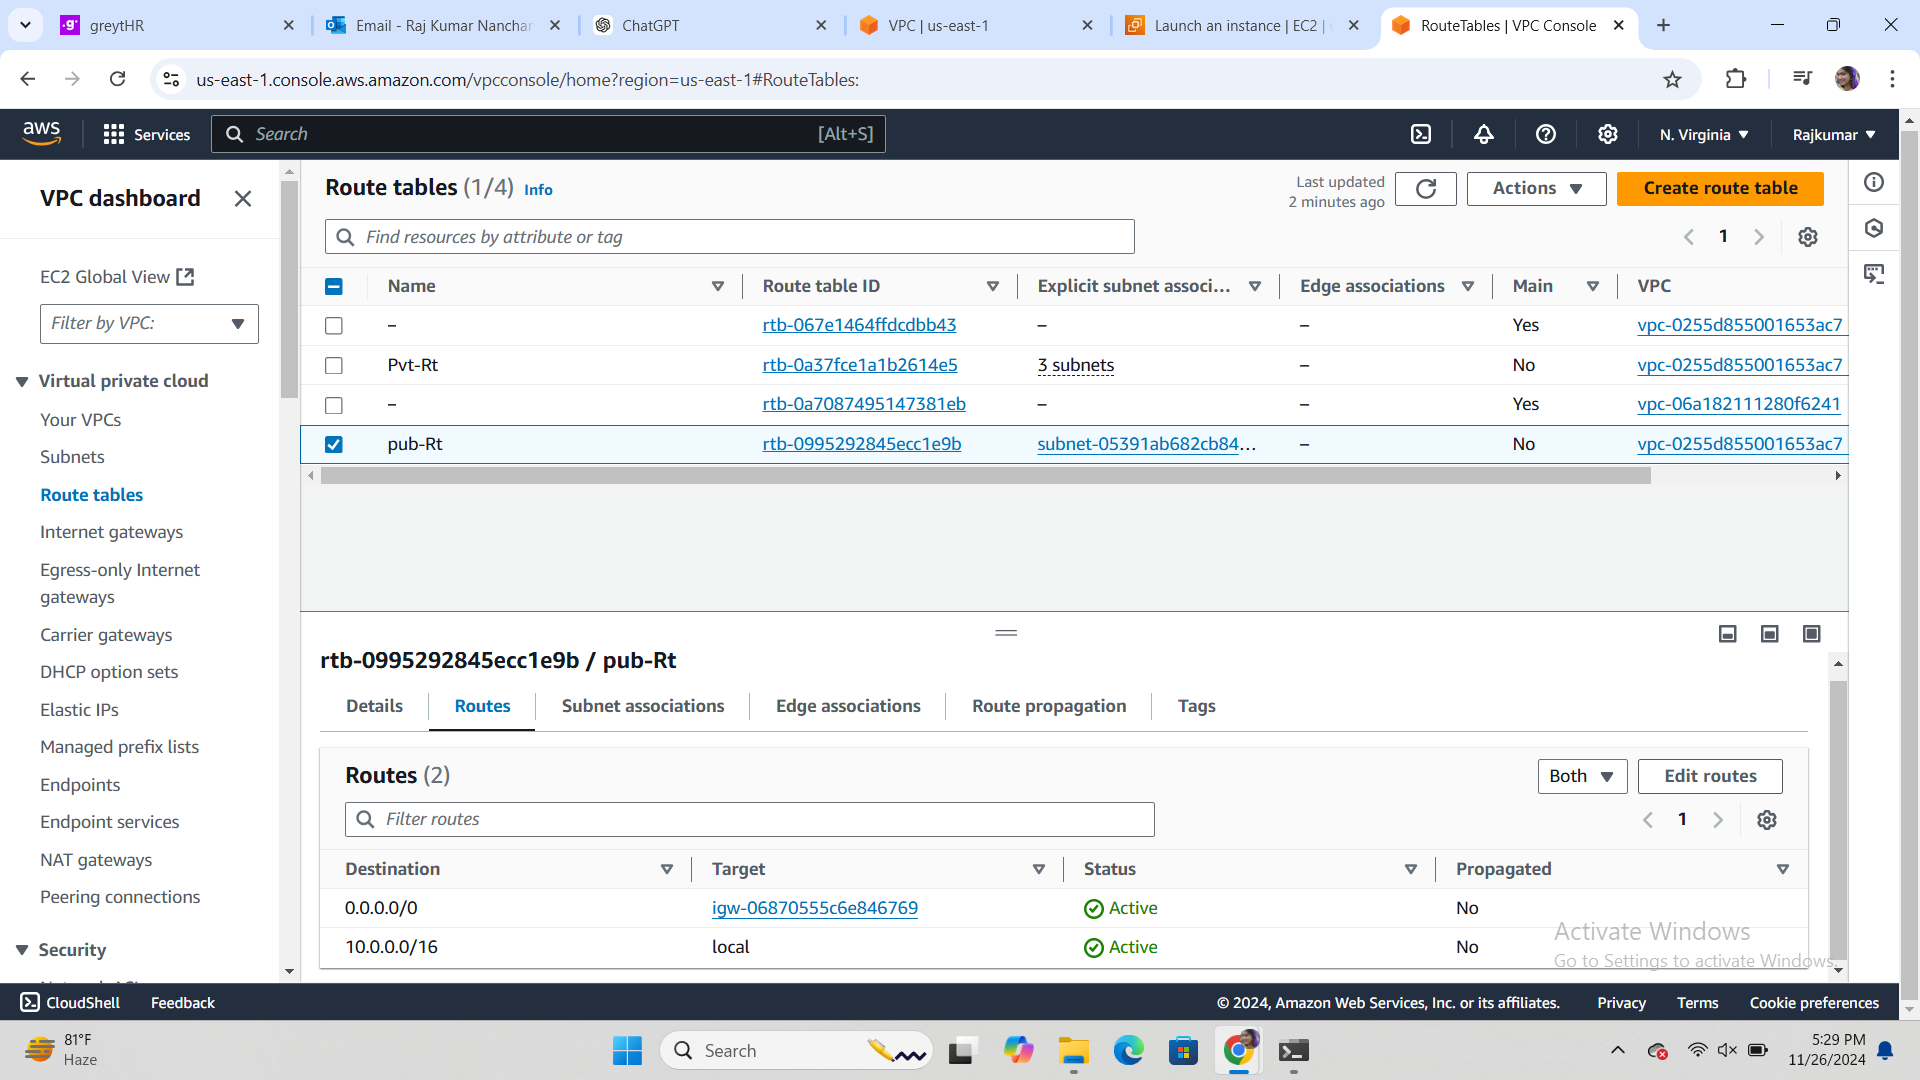 greytHR
Email - Raj Kumar Nanchar
ChatGPT
VPC | us-east-1
Launch an instance | EC2 |
RouteTables | VPC Console
us-east-1.console.aws.amazon.com/vpcconsole/home?region=us-east-1#RouteTables:
aws
Services
Search
[Alt+S]
N. Virginia
Rajkumar
VPC dashboard
EC2 Global View
Filter by VPC:
Virtual private cloud
Your VPCs
Subnets
Route tables
Internet gateways
Egress-only Internet
gateways
Carrier gateways
DHCP option sets
Elastic IPs
Managed prefix lists
Endpoints
Endpoint services
NAT gateways
Peering connections
Security
Route tables (1/4) Info
Last updated
2 minutes ago
Actions
Create route table
Find resources by attribute or tag
1
Name Route table ID Explicit subnet associ... Edge associations Main VPC
– rtb-067e1464ffdcdbb43 – – Yes vpc-0255d855001653ac7
Pvt-Rt rtb-0a37fce1a1b2614e5 3 subnets – No vpc-0255d855001653ac7
– rtb-0a7087495147381eb – – Yes vpc-06a182111280f6241
pub-Rt rtb-0995292845ecc1e9b subnet-05391ab682cb84... – No vpc-0255d855001653ac7
rtb-0995292845ecc1e9b / pub-Rt
Details Routes Subnet associations Edge associations Route propagation Tags
Routes (2)
Both
Edit routes
Filter routes
1
Destination Target Status Propagated
0.0.0.0/0 igw-06870555c6e846769 Active No
10.0.0.0/16 local Active No
Activate Windows
Go to Settings to activate Windows.
CloudShell Feedback
© 2024, Amazon Web Services, Inc. or its affiliates. Privacy Terms Cookie preferences
81°F
Haze
Search
5:29 PM
11/26/2024